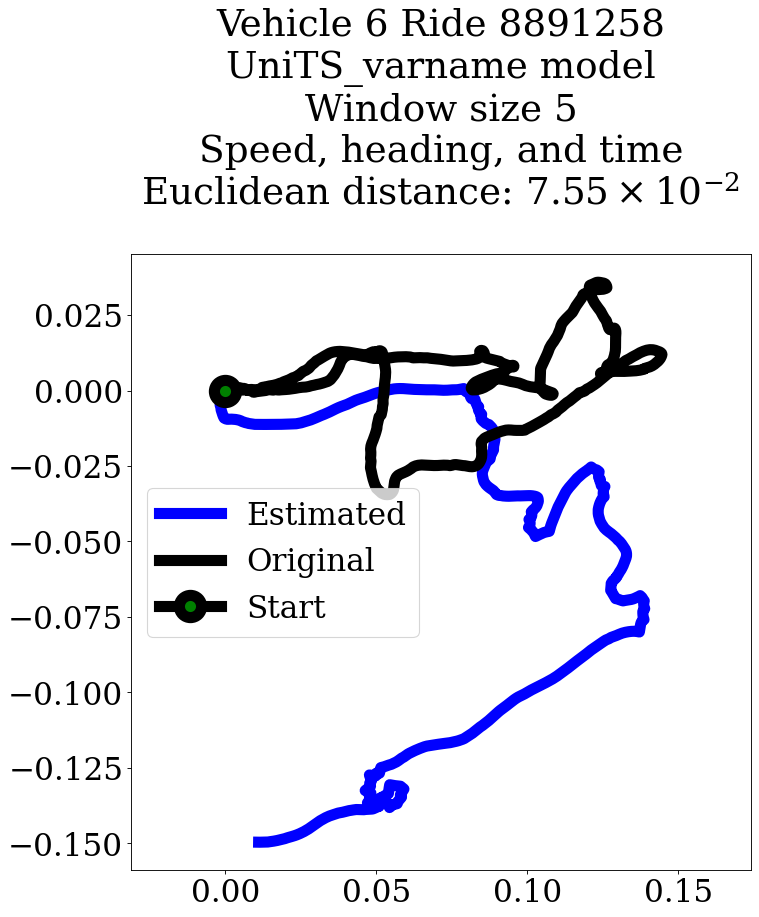 Vehicle 6 Ride 8891258
UniTS_varname model
Window size 5
Speed, heading, and time
Euclidean distance: 7.55 × 10⁻²
0.025
0.000
−0.025
−0.050
−0.075
−0.100
−0.125
−0.150
Estimated
Original
Start
0.00 0.05 0.10 0.15